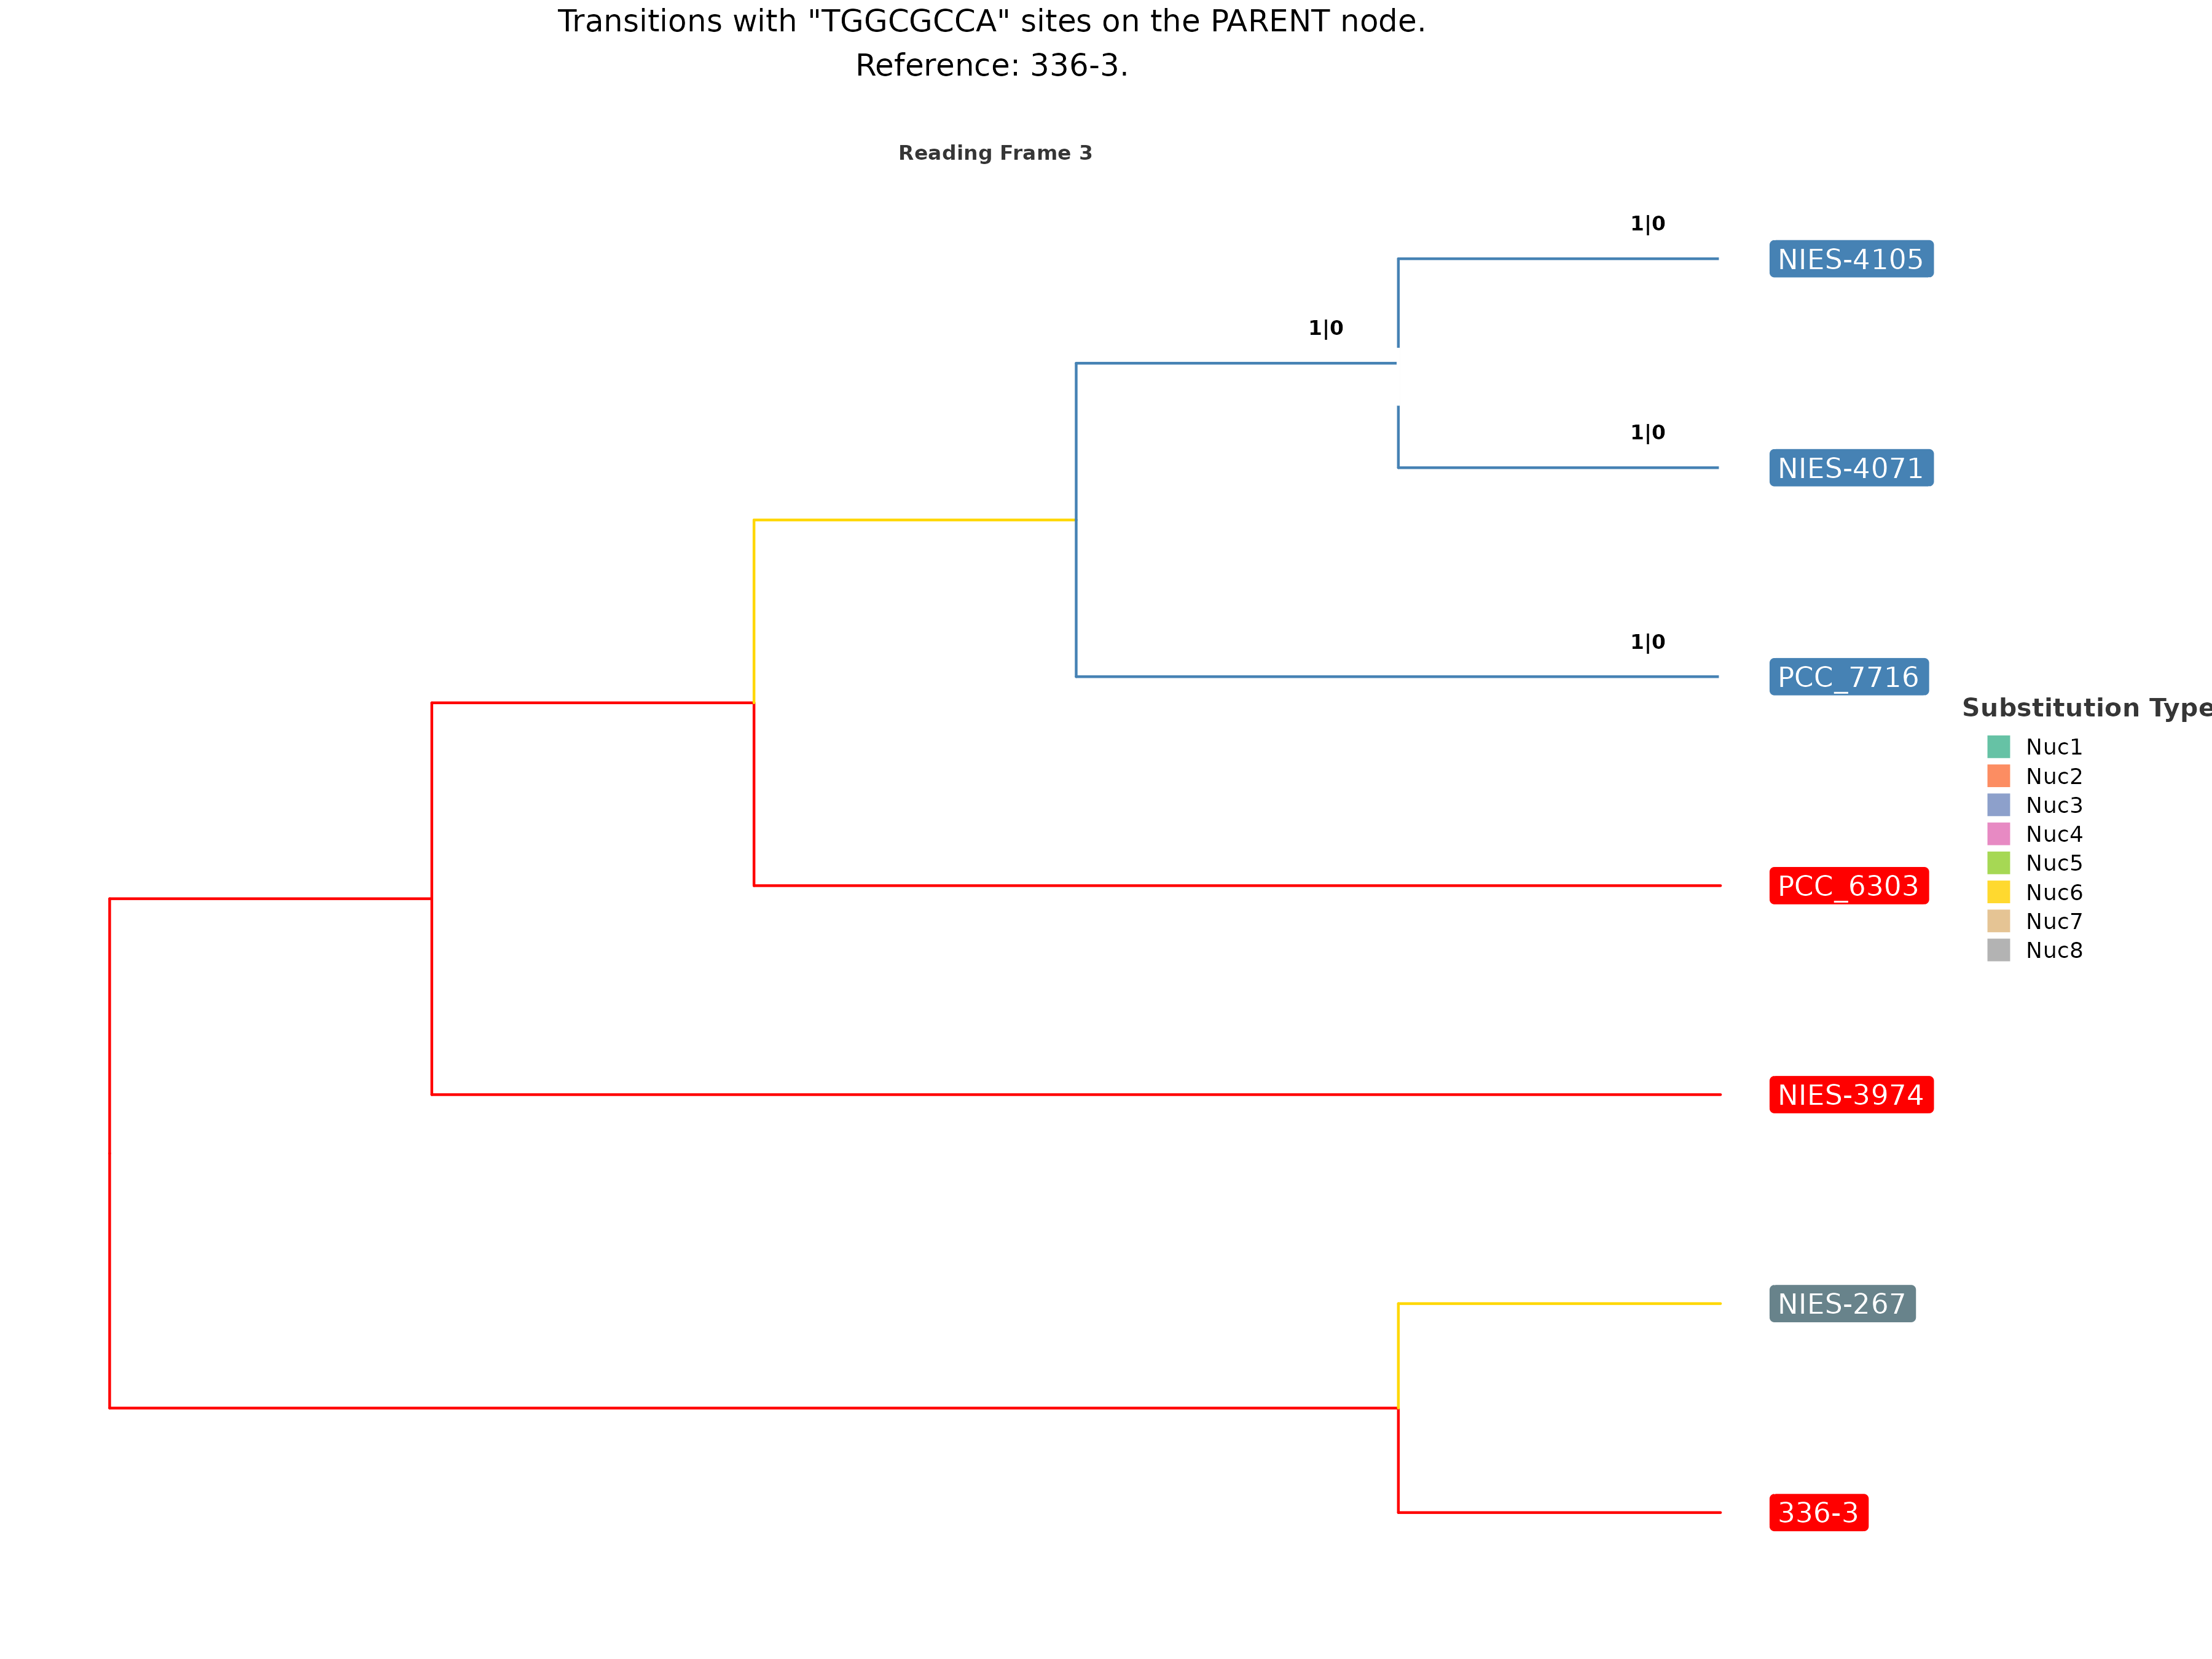 Transitions with "TGGCGCCA" sites on the PARENT node.
Reference: 336-3.
Reading Frame 3
1|0
NIES-4105
1|0
1|0
NIES-4071
1|0
PCC_7716
Substitution Type
Nuc1
Nuc2
Nuc3
Nuc4
Nuc5
Nuc6
Nuc7
Nuc8
PCC_6303
NIES-3974
NIES-267
336-3